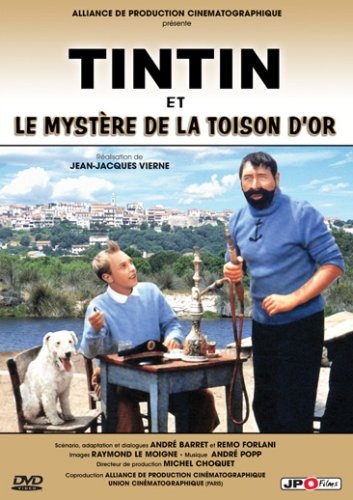 ALLIANCE DE PRODUCTION CINEMATOGRAPHIQUE
présente
TINTIN
ET
LE MYSTÈRE DE LA TOISON D'OR
Réalisation de
JEAN-JACQUES VIERNE
Scénario, adaptation et dialogues ANDRÉ BARRET et REMO FORLANI
Images RAYMOND LE MOIGNE - Musique ANDRÉ POPP
Directeur de production MICHEL CHOQUET
Coproduction ALLIANCE DE PRODUCTION CINÉMATOGRAPHIQUE
UNION CINÉMATOGRAPHIQUE (PARIS)
DVD
VIDEO
JPO Films